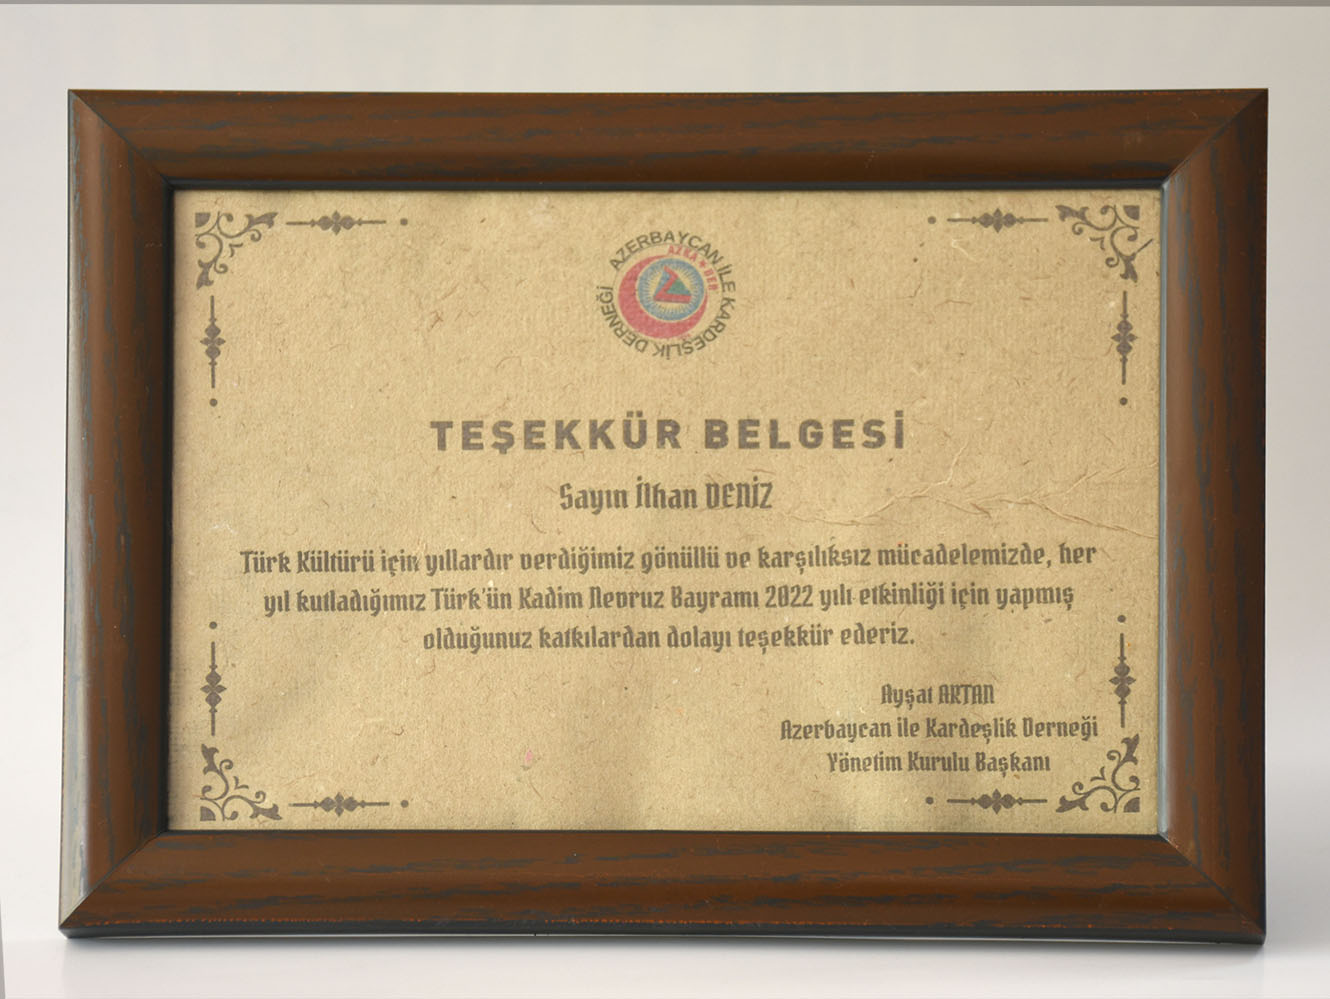 AZERBAYCAN İLE KARDEŞLİK DERNEĞİ
AZKA DER
TEŞEKKÜR BELGESİ
Sayın İlhan DENİZ
Türk Kültürü için yıllardır verdiğimiz gönüllü ve karşılıksız mücadelemizde, her
yıl kutladığımız Türk'ün Kadim Nevruz Bayramı 2022 yılı etkinliği için yapmış
olduğunuz katkılardan dolayı teşekkür ederiz.
Ayşat ARTAN
Azerbaycan ile Kardeşlik Derneği
Yönetim Kurulu Başkanı